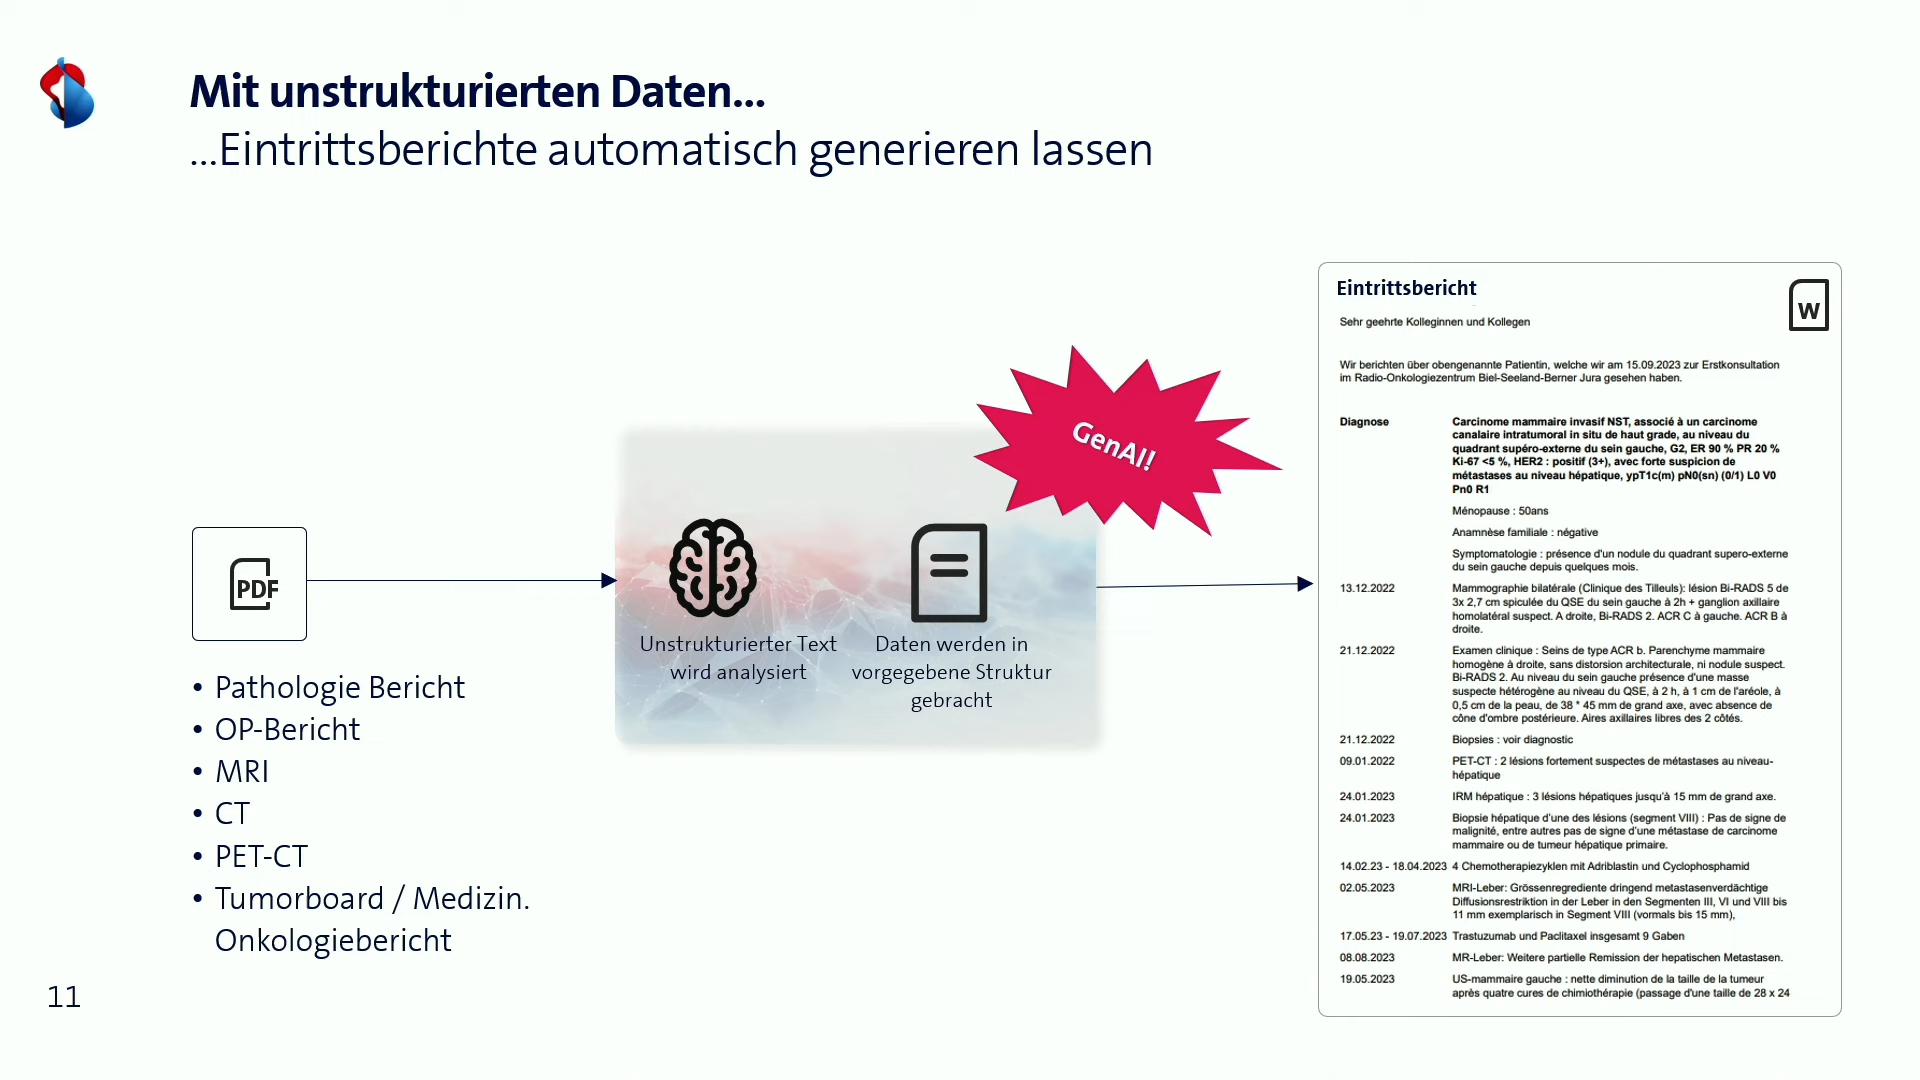 Mit unstrukturierten Daten...
...Eintrittsberichte automatisch generieren lassen
PDF
• Pathologie Bericht
• OP-Bericht
• MRI
• CT
• PET-CT
• Tumorboard / Medizin.
Onkologiebericht
Unstrukturierter Text
wird analysiert
Daten werden in
vorgegebene Struktur
gebracht
GenAI!
Eintrittsbericht
W
Sehr geehrte Kolleginnen und Kollegen
Wir berichten über obengenannte Patientin, welche wir am 15.09.2023 zur Erstkonsultation
im Radio-Onkologiezentrum Biel-Seeland-Berner Jura gesehen haben.
Diagnose Carcinome mammaire invasif NST, associé à un carcinome
canalaire intratumoral in situ de haut grade, au niveau du
quadrant supéro-externe du sein gauche, G2, ER 90 % PR 20 %
Ki-67 <5 %, HER2 : positif (3+), avec forte suspicion de
métastases au niveau hépatique, ypT1c(m) pN0(sn) (0/1) L0 V0
Pn0 R1
Ménopause : 50ans
Anamnèse familiale : négative
Symptomatologie : présence d'un nodule du quadrant supero-externe
du sein gauche depuis quelques mois.
13.12.2022 Mammographie bilatérale (Clinique des Tilleuls): lésion Bi-RADS 5 de
3x 2,7 cm spiculée du QSE du sein gauche à 2h + ganglion axillaire
homolatéral suspect. A droite, Bi-RADS 2. ACR C à gauche. ACR B à
droite.
21.12.2022 Examen clinique : Seins de type ACR b. Parenchyme mammaire
homogène à droite, sans distorsion architecturale, ni nodule suspect.
Bi-RADS 2. Au niveau du sein gauche présence d'une masse
suspecte hétérogène au niveau du QSE, à 2 h, à 1 cm de l'aréole, à
0,5 cm de la peau, de 38 * 45 mm de grand axe, avec absence de
cône d'ombre postérieure. Aires axillaires libres des 2 côtés.
21.12.2022 Biopsies : voir diagnostic
09.01.2022 PET-CT : 2 lésions fortement suspectes de métastases au niveau-
hépatique
24.01.2023 IRM hépatique : 3 lésions hépatiques jusqu'à 15 mm de grand axe.
24.01.2023 Biopsie hépatique d'une des lésions (segment VIII) : Pas de signe de
malignité, entre autres pas de signe d'une métastase de carcinome
mammaire ou de tumeur hépatique primaire.
14.02.23 - 18.04.2023 4 Chemotherapiezyklen mit Adriblastin und Cyclophosphamid
02.05.2023 MRI-Leber: Grössenregrediente dringend metastasenverdächtige
Diffusionsrestriktion in der Leber in den Segmenten III, VI und VIII bis
11 mm exemplarisch in Segment VIII (vormals bis 15 mm),
17.05.23 - 19.07.2023 Trastuzumab und Paclitaxel insgesamt 9 Gaben
08.08.2023 MR-Leber: Weitere partielle Remission der hepatischen Metastasen.
19.05.2023 US-mammaire gauche : nette diminution de la taille de la tumeur
après quatre cures de chimiothérapie (passage d'une taille de 28 x 24
11